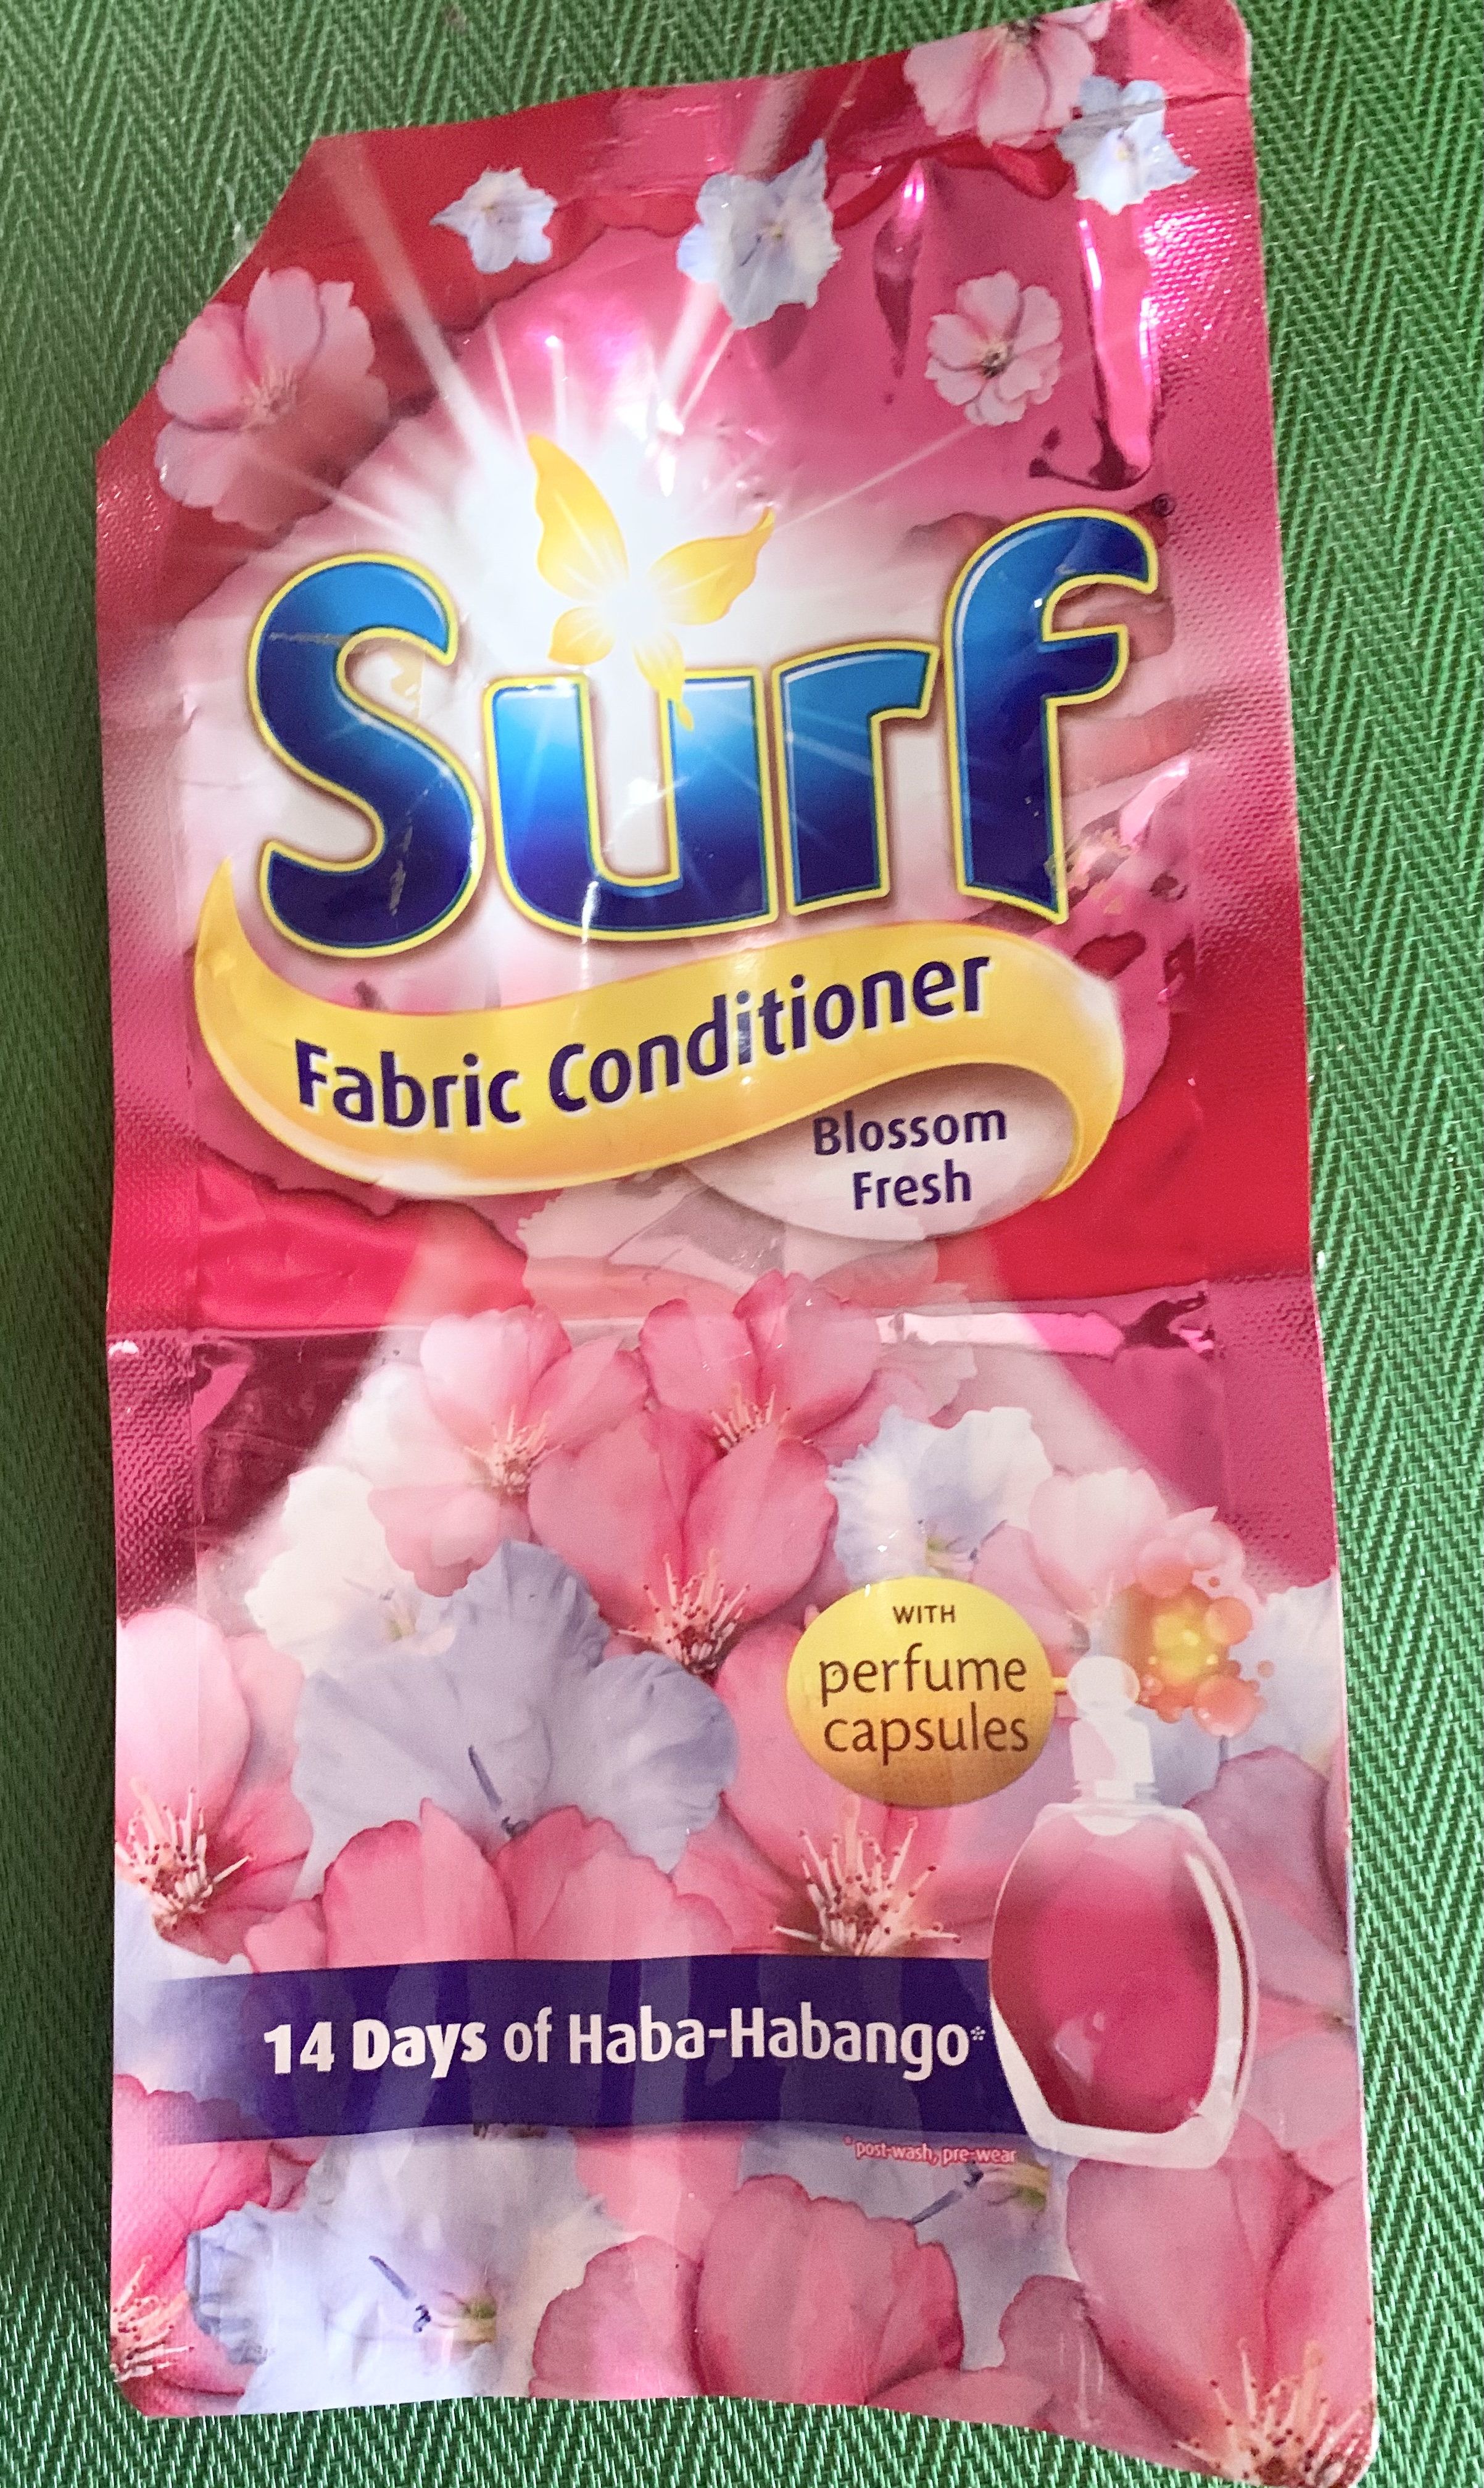 Surf®
Fabric Conditioner
Blossom
Fresh
WITH
perfume
capsules
14 Days of Haba-Habango*
*post-wash, pre-wear